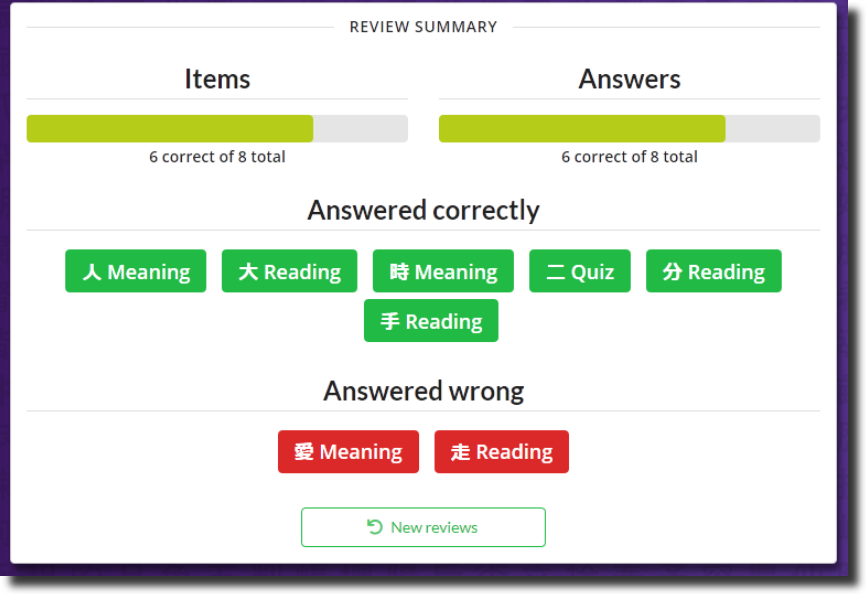 REVIEW SUMMARY
Items
6 correct of 8 total
Answers
6 correct of 8 total
Answered correctly
人 Meaning 大 Reading 時 Meaning 二 Quiz 分 Reading
手 Reading
Answered wrong
愛 Meaning 走 Reading
New reviews